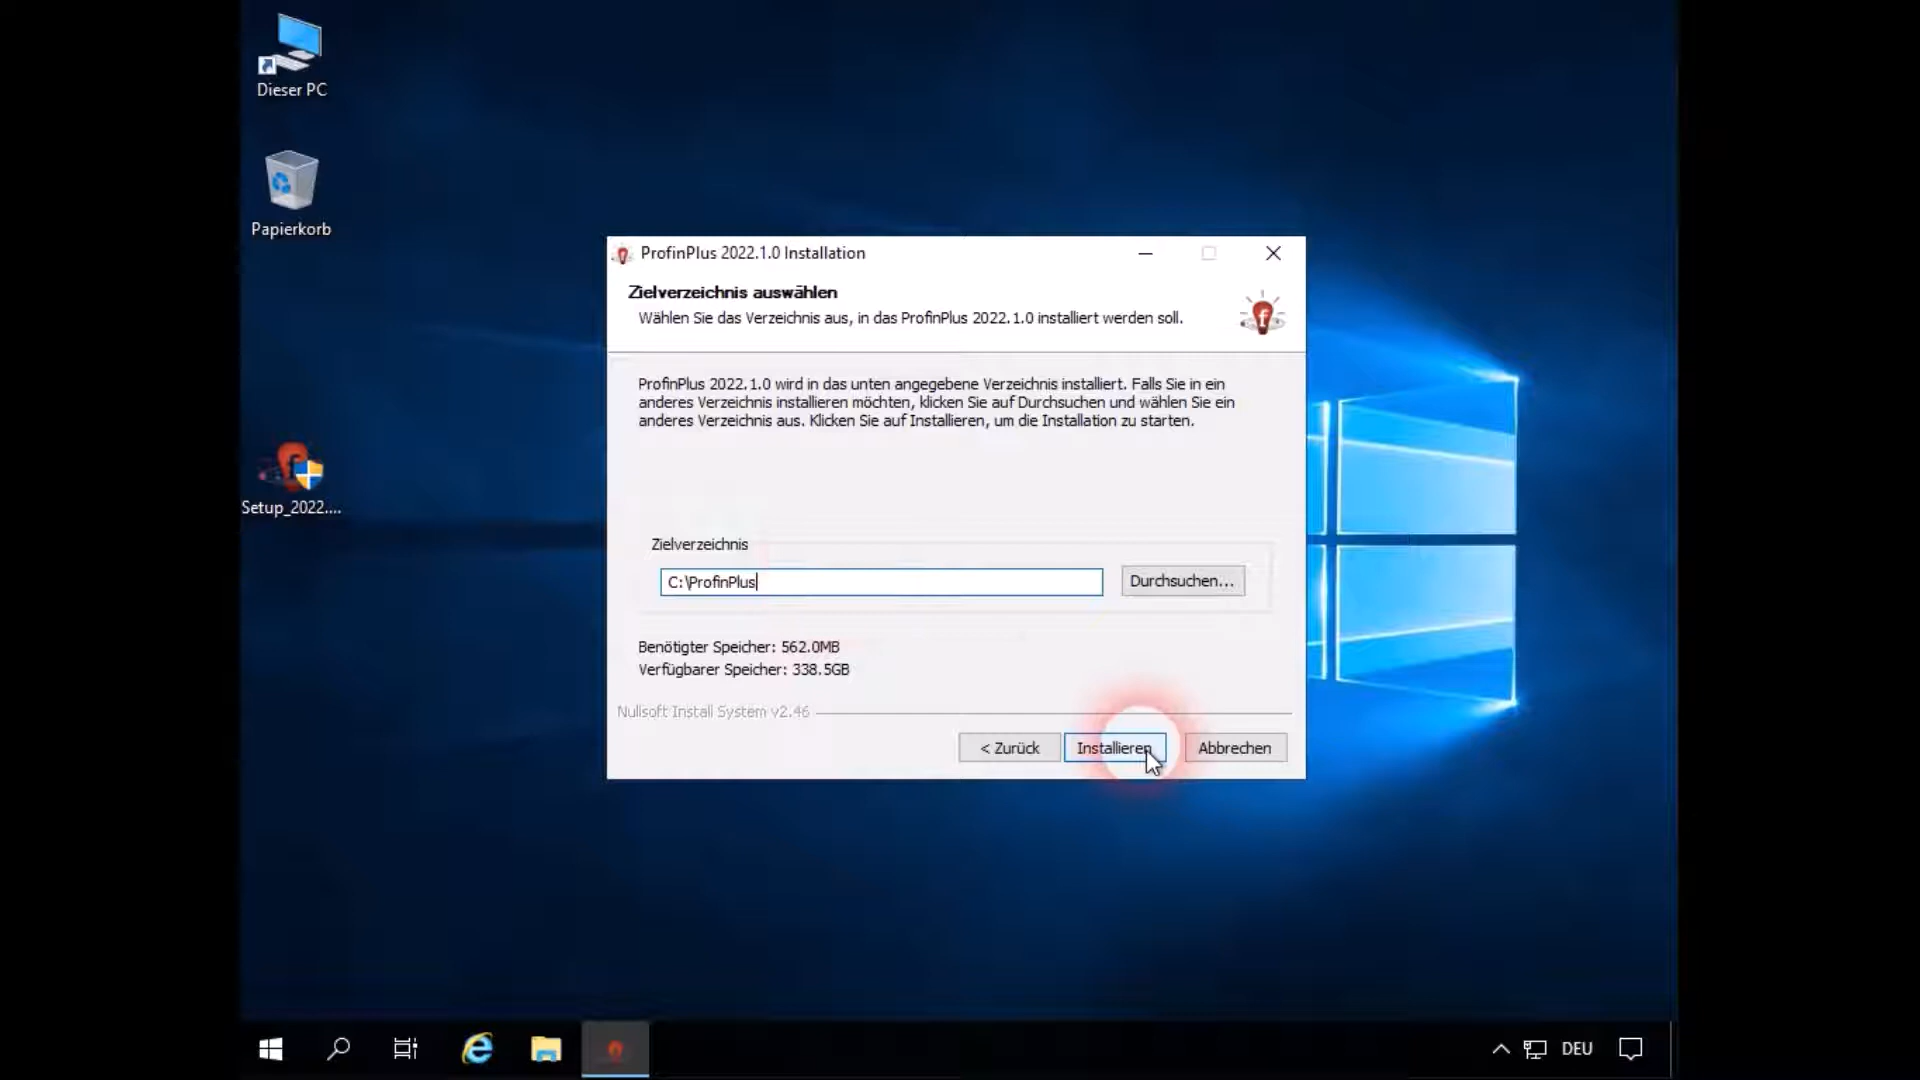 Dieser PC
Papierkorb
Setup_2022....
ProfinPlus 2022.1.0 Installation
Zielverzeichnis auswählen
Wählen Sie das Verzeichnis aus, in das ProfinPlus 2022.1.0 installiert werden soll.
ProfinPlus 2022.1.0 wird in das unten angegebene Verzeichnis installiert. Falls Sie in ein
anderes Verzeichnis installieren möchten, klicken Sie auf Durchsuchen und wählen Sie ein
anderes Verzeichnis aus. Klicken Sie auf Installieren, um die Installation zu starten.
Zielverzeichnis
C:\ProfinPlus
Durchsuchen...
Benötigter Speicher: 562.0MB
Verfügbarer Speicher: 338.5GB
Nullsoft Install System v2.46
< Zurück
Installieren
Abbrechen
DEU